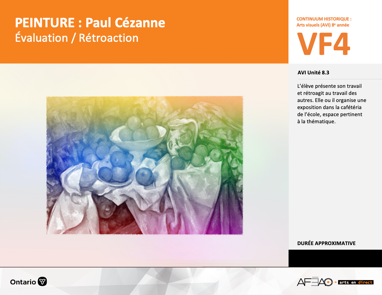 PEINTURE : Paul Cézanne
Évaluation / Rétroaction
CONTINUUM HISTORIQUE :
Arts visuels (AVI) 8e année
VF4
AVI Unité 8.3
L'élève présente son travail
et rétroagit au travail des
autres. Elle ou il organise une
exposition dans la cafétéria
de l'école, espace pertinent
à la thématique.
DURÉE APPROXIMATIVE
Ontario
arts en direct